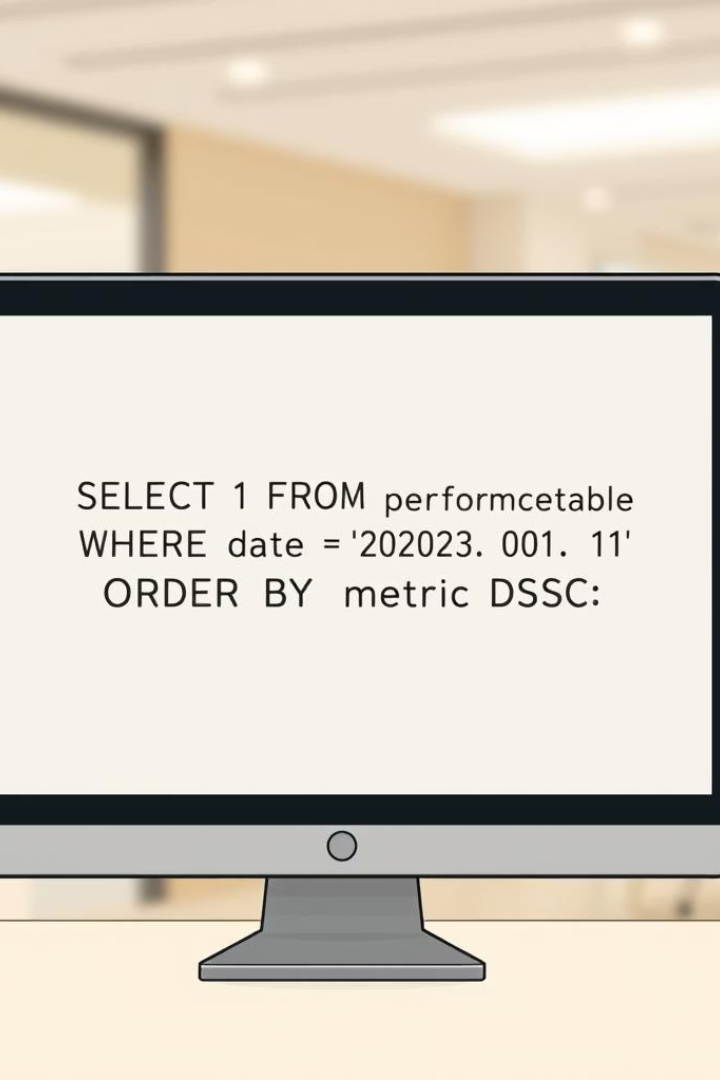 SELECT 1 FROM performcetable
WHERE date = '202023. 001. 11'
ORDER BY metric DSSC: